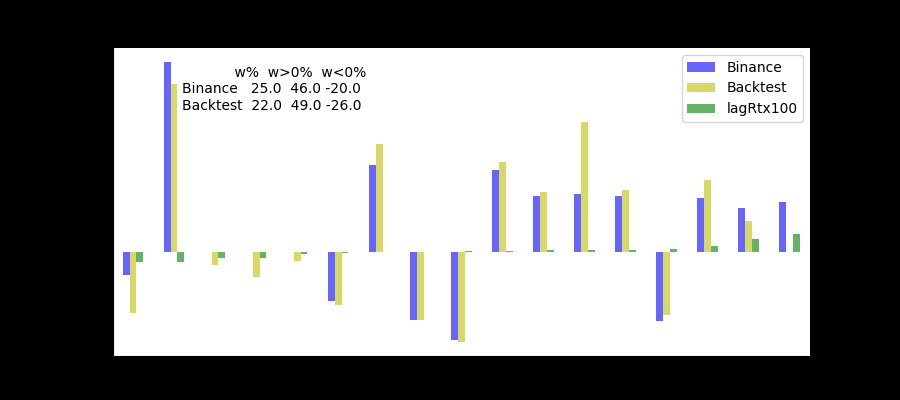 w%  w>0%  w<0%
Binance   25.0  46.0 -20.0
Backtest  22.0  49.0 -26.0
Binance
Backtest
lagRtx100